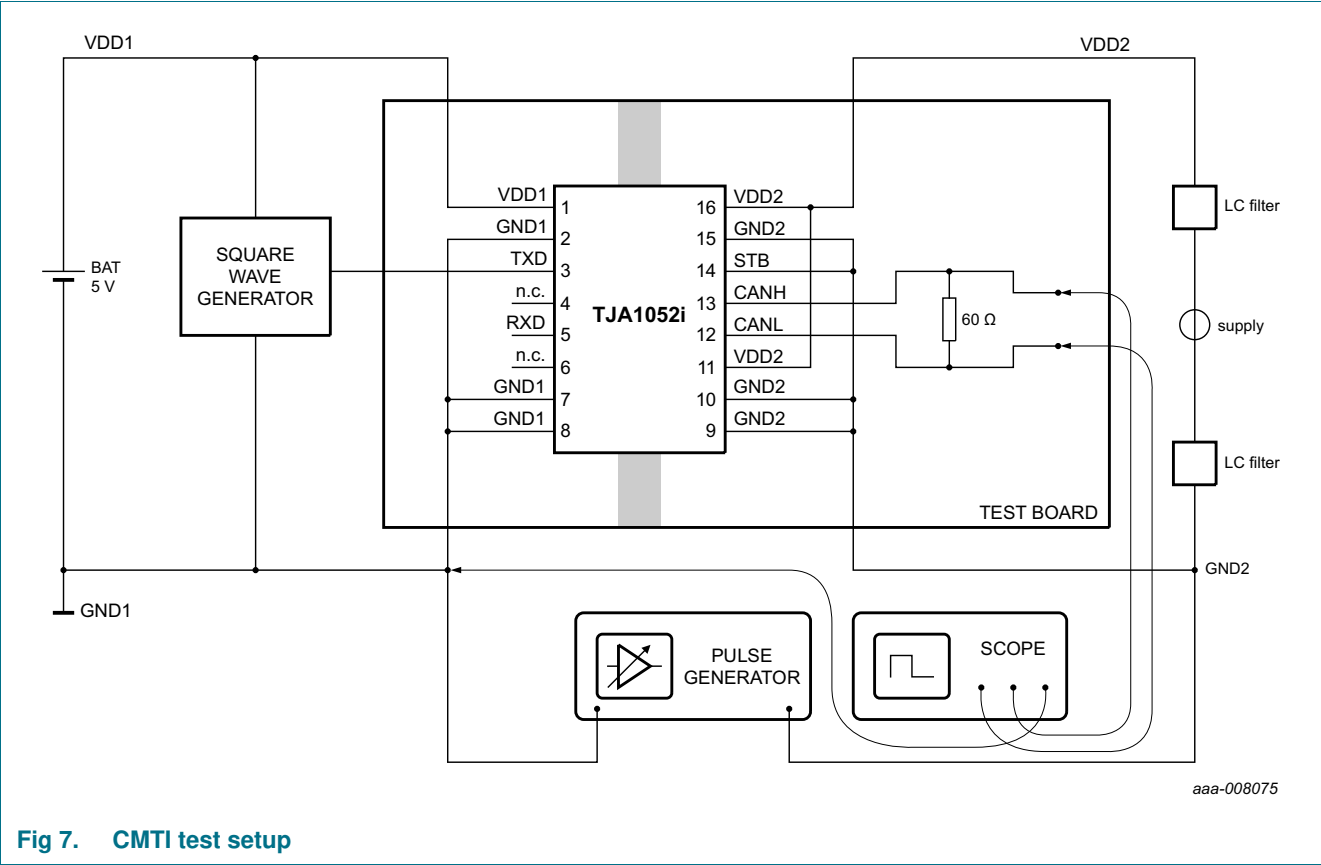 VDD1
VDD2
VDD1
GND1
TXD
n.c.
RXD
n.c.
GND1
GND1
1
2
3
4
5
6
7
8
TJA1052i
16
15
14
13
12
11
10
9
VDD2
GND2
STB
CANH
CANL
VDD2
GND2
GND2
SQUARE
WAVE
GENERATOR
BAT
5 V
60 Ω
LC filter
supply
LC filter
TEST BOARD
GND2
GND1
PULSE
GENERATOR
SCOPE
aaa-008075
Fig 7. CMTI test setup